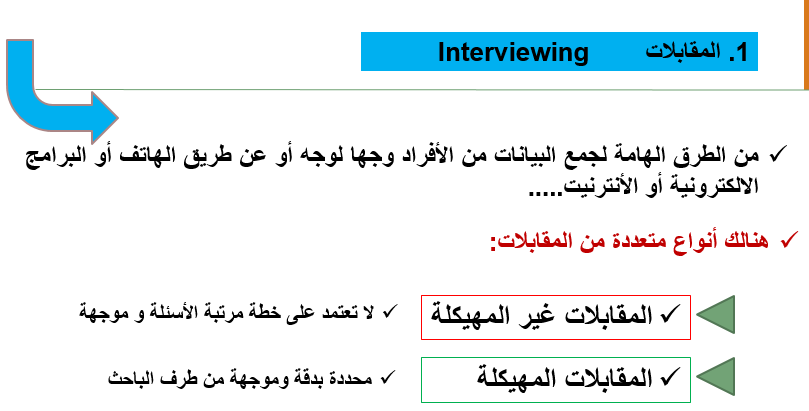 1. المقابلات Interviewing
✓ من الطرق الهامة لجمع البيانات من الأفراد وجها لوجه أو عن طريق الهاتف أو البرامج
الالكترونية أو الأنترنيت.....
✓ هنالك أنواع متعددة من المقابلات:
✓ المقابلات غير المهيكلة
✓ لا تعتمد على خطة مرتبة الأسئلة و موجهة
✓ المقابلات المهيكلة
✓ محددة بدقة وموجهة من طرف الباحث